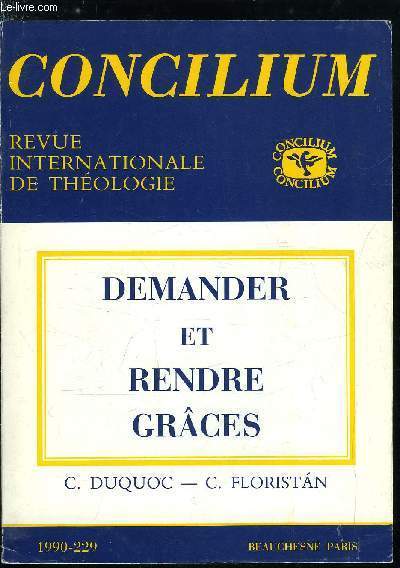 © le-livre.com
CONCILIUM
REVUE
INTERNATIONALE
DE THÉOLOGIE
CONCILIUM
CONCILIUM
DEMANDER
ET
RENDRE
GRÂCES
C. DUQUOC — C. FLORISTÁN
1990-229 BEAUCHESNE PARIS